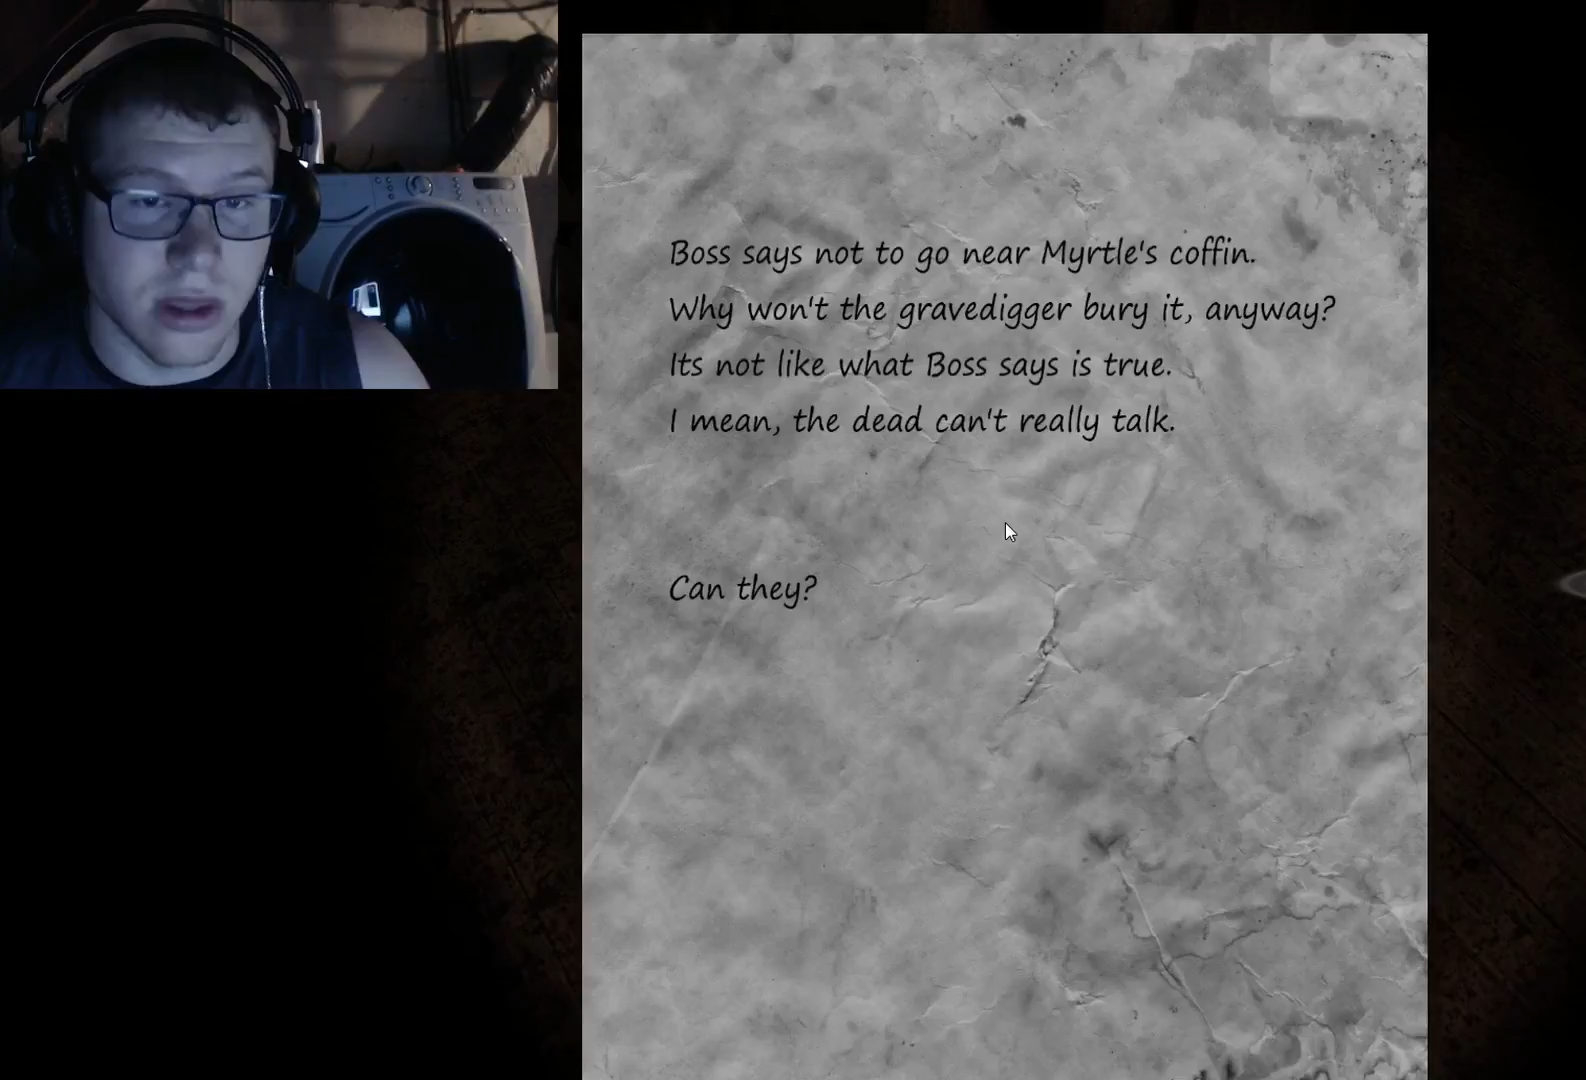 Boss says not to go near Myrtle's coffin.
Why won't the gravedigger bury it, anyway?
Its not like what Boss says is true.
I mean, the dead can't really talk.
Can they?